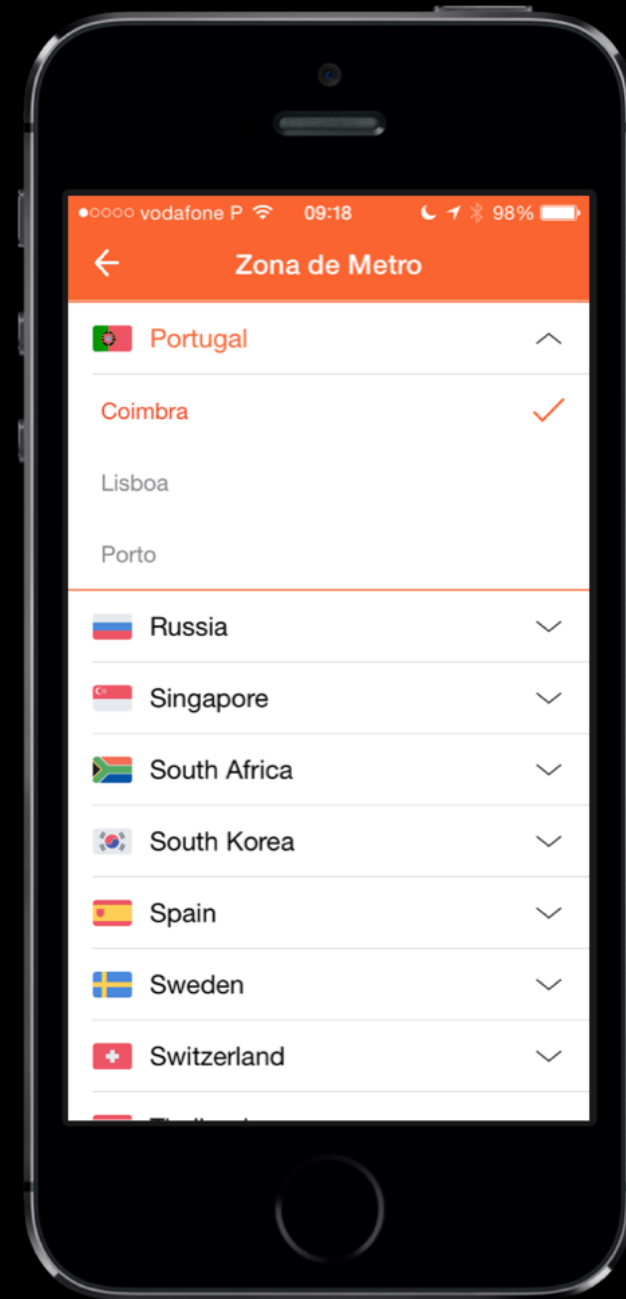 vodafone P 09:18 98%
Zona de Metro
Portugal
Coimbra
Lisboa
Porto
Russia
Singapore
South Africa
South Korea
Spain
Sweden
Switzerland